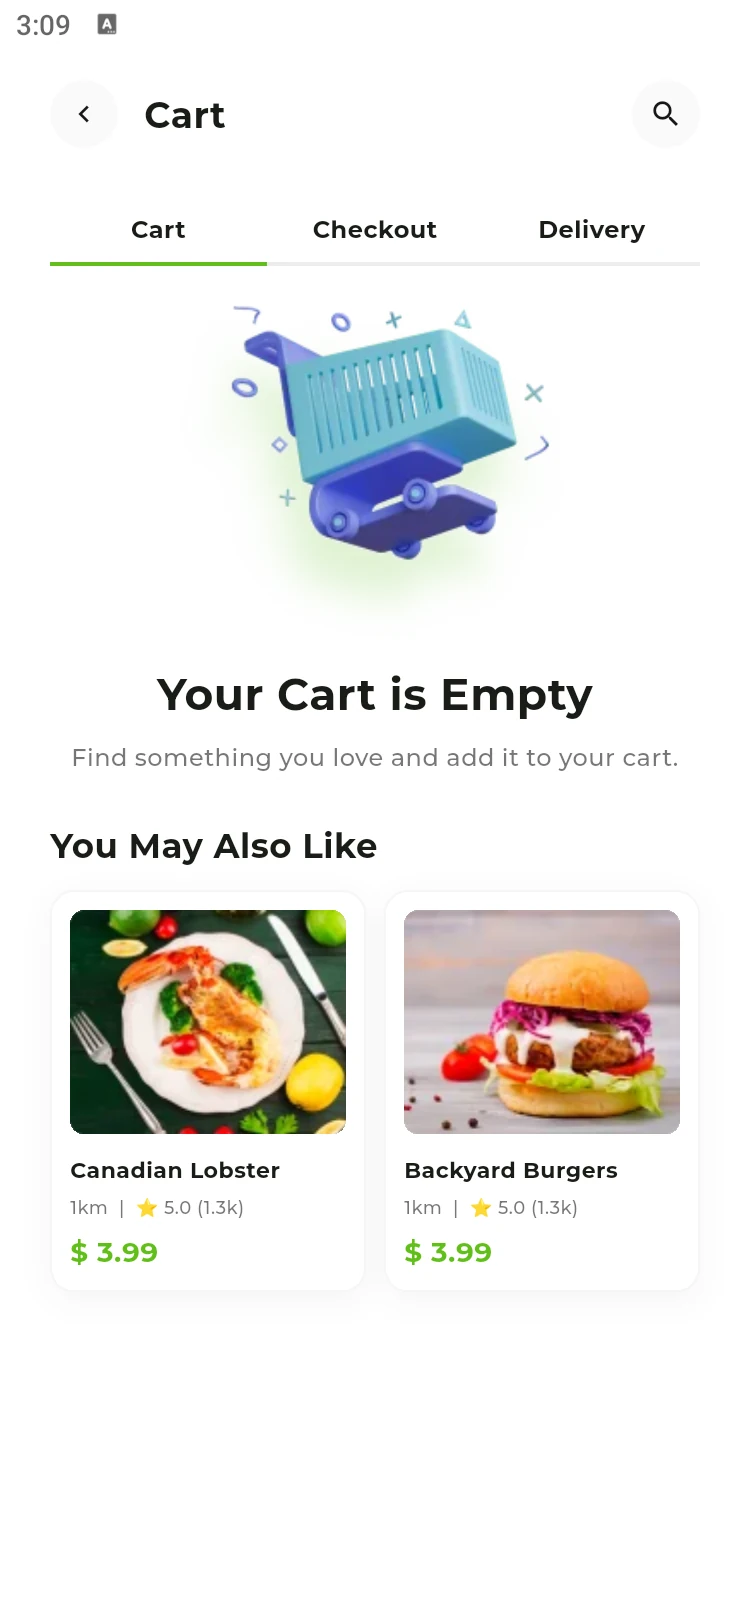 3:09
Cart
Cart Checkout Delivery
Your Cart is Empty
Find something you love and add it to your cart.
You May Also Like
Canadian Lobster
1km | ⭐ 5.0 (1.3k)
$ 3.99
Backyard Burgers
1km | ⭐ 5.0 (1.3k)
$ 3.99